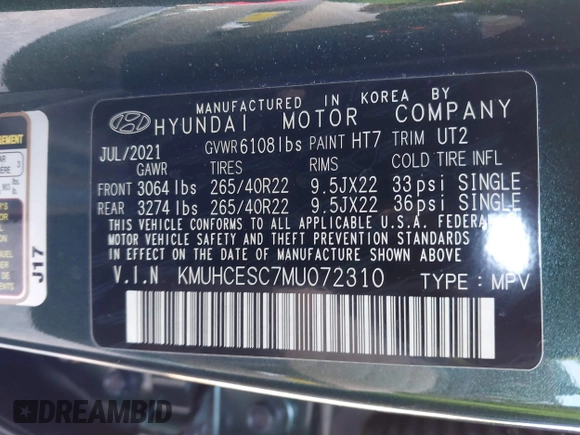 MANUFACTURED IN KOREA BY
HYUNDAI MOTOR COMPANY
JUL/2021 GVWR 6108 lbs PAINT HT7 TRIM UT2
GAWR TIRES RIMS COLD TIRE INFL
FRONT 3064 lbs 265/40R22 9.5JX22 33 psi SINGLE
REAR 3274 lbs 265/40R22 9.5JX22 36 psi SINGLE
THIS VEHICLE CONFORMS TO ALL APPLICABLE U.S.A. FEDERAL
MOTOR VEHICLE SAFETY AND THEFT PREVENTION STANDARDS
IN EFFECT ON THE DATE OF MANUFACTURE SHOWN ABOVE
V.I.N KMUHCESC7MU072310 TYPE : MPV
J17
DREAMBID